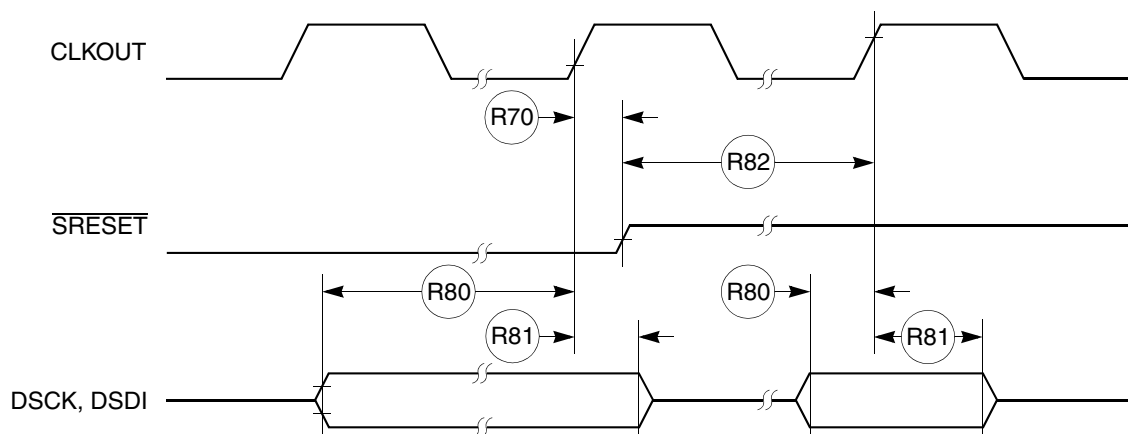 CLKOUT
R70
R82
SRESET
R80
R80
R81
R81
DSCK, DSDI